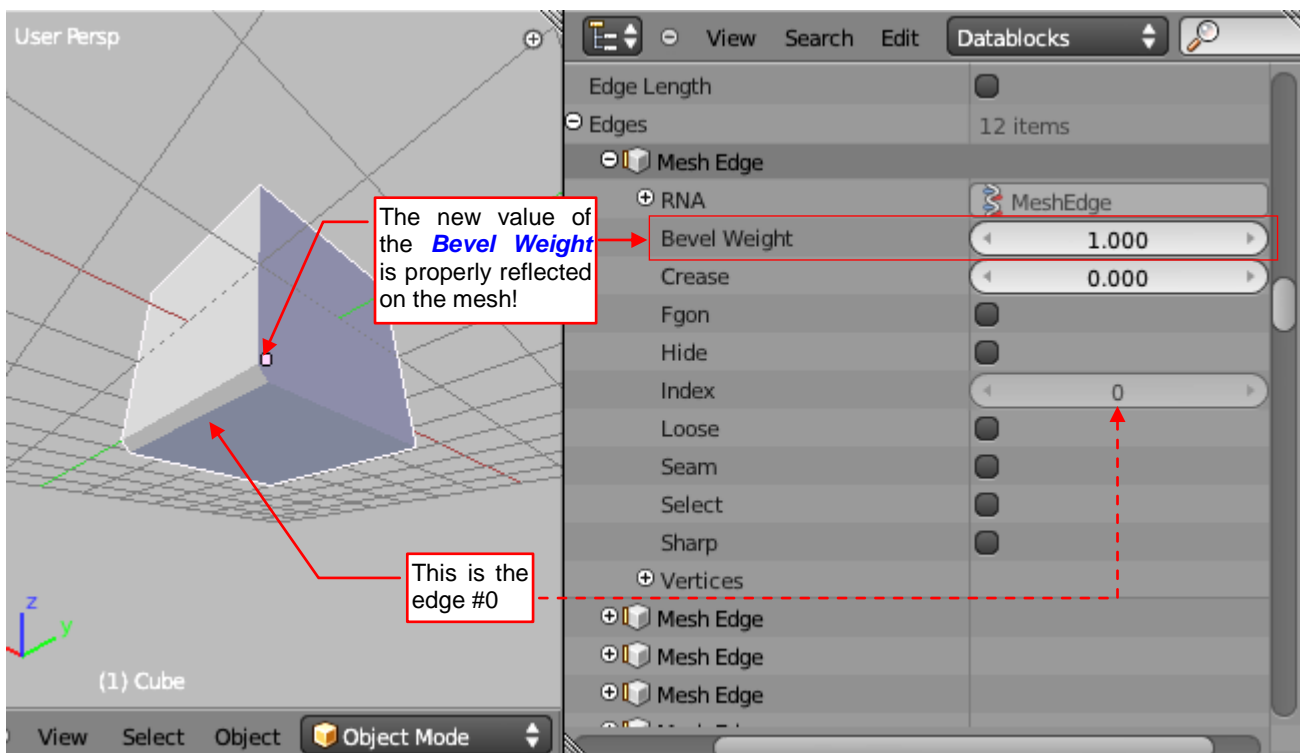 User Persp
View Search Edit Datablocks
Edge Length
Edges 12 items
Mesh Edge
RNA MeshEdge
Bevel Weight 1.000
Crease 0.000
Fgon
Hide
Index 0
Loose
Seam
Select
Sharp
Vertices
Mesh Edge
Mesh Edge
Mesh Edge
The new value of
the Bevel Weight
is properly reflected
on the mesh!
This is the
edge #0
z
y
(1) Cube
View Select Object Object Mode